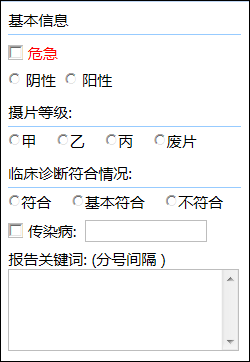 基本信息
危急
阴性 阳性
摄片等级:
甲 乙 丙 废片
临床诊断符合情况:
符合 基本符合 不符合
传染病:
报告关键词: (分号间隔 )